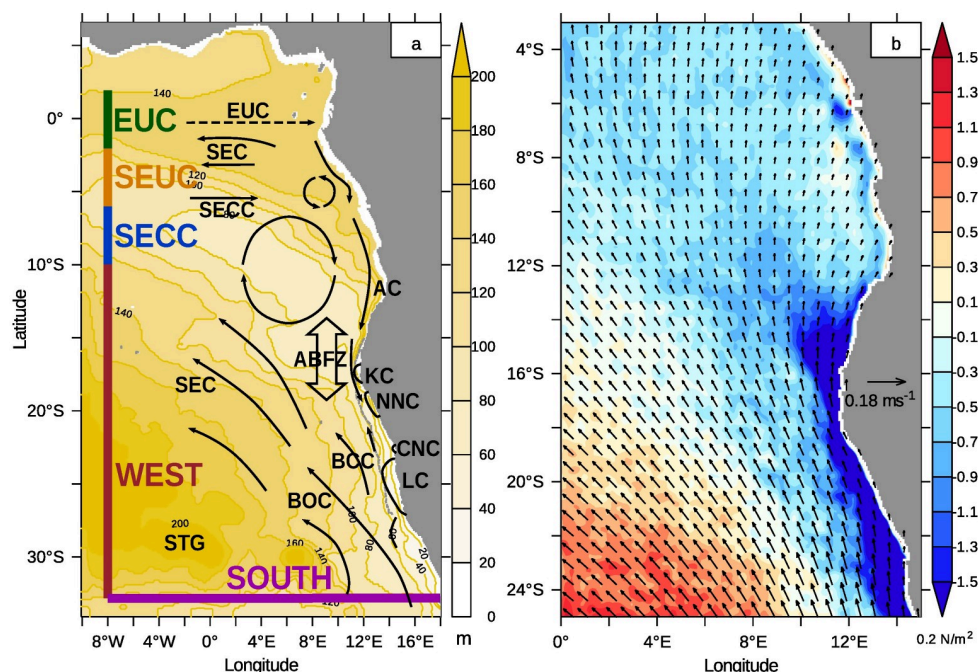 a
200
180
160
140
120
100
80
60
40
20
0
m
0°
10°S
20°S
30°S
Latitude
8°W
4°W
0°
4°E
8°E
12°E
16°E
Longitude
140
EUC
EUC
SEC
SEUC
120
SECC
SECC
80
AC
140
ABFZ
KC
SEC
NNC
BCC
CNC
LC
WEST
BOC
100
80
60
200
STG
160
140
20
40
SOUTH
120
b
4°S
8°S
12°S
16°S
20°S
24°S
0°
4°E
8°E
12°E
Longitude
0.18 ms⁻¹
1.5
1.3
1.1
0.9
0.7
0.5
0.3
0.1
-0.1
-0.3
-0.5
-0.7
-0.9
-1.1
-1.3
-1.5
0.2 N/m²